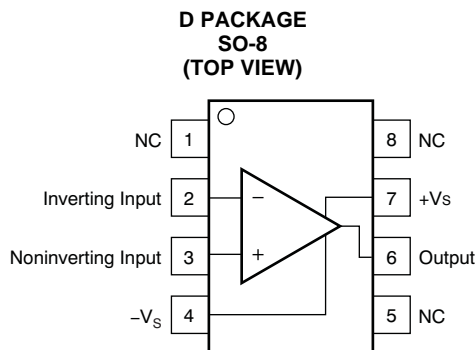 D PACKAGE
SO-8
(TOP VIEW)
NC 1 8 NC
Inverting Input 2 − 7 +VS
Noninverting Input 3 + 6 Output
−VS 4 5 NC